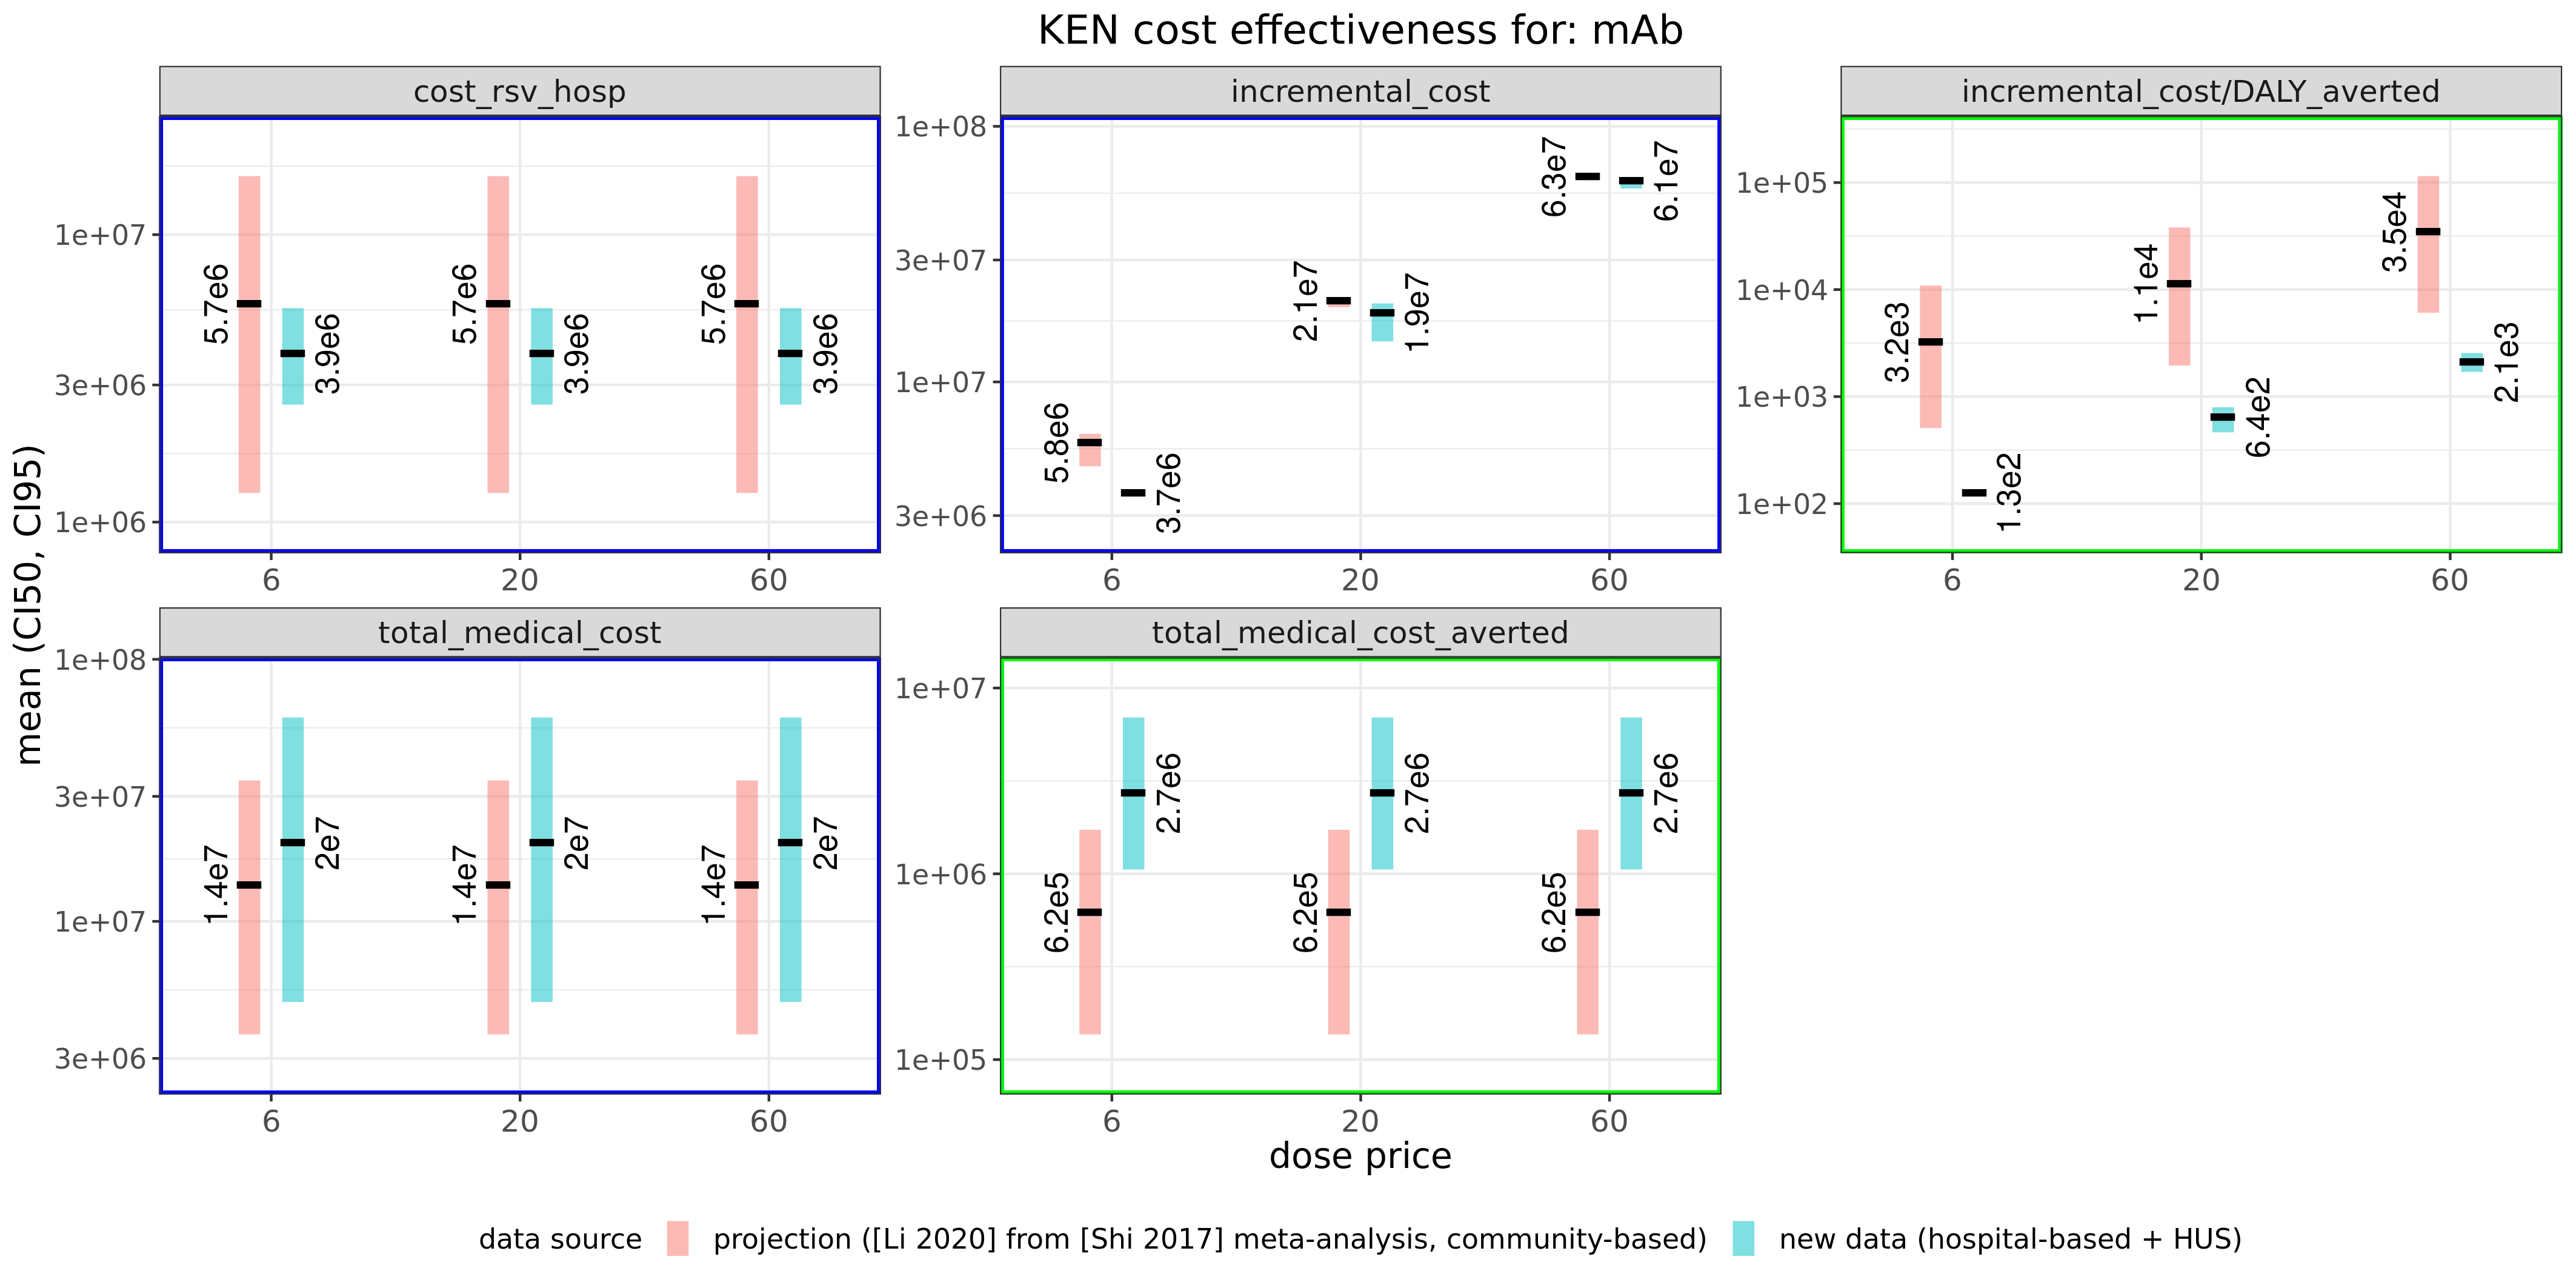 KEN cost effectiveness for: mAb
mean (CI50, CI95)
cost_rsv_hosp
1e+07
3e+06
1e+06
5.7e6
3.9e6
5.7e6
3.9e6
5.7e6
3.9e6
6
20
60
incremental_cost
1e+08
3e+07
1e+07
3e+06
5.8e6
3.7e6
2.1e7
1.9e7
6.3e7
6.1e7
6
20
60
incremental_cost/DALY_averted
1e+05
1e+04
1e+03
1e+02
3.2e3
1.3e2
1.1e4
6.4e2
3.5e4
2.1e3
6
20
60
total_medical_cost
1e+08
3e+07
1e+07
3e+06
1.4e7
2e7
1.4e7
2e7
1.4e7
2e7
6
20
60
total_medical_cost_averted
1e+07
1e+06
1e+05
6.2e5
2.7e6
6.2e5
2.7e6
6.2e5
2.7e6
6
20
60
dose price
data source
projection ([Li 2020] from [Shi 2017] meta-analysis, community-based)
new data (hospital-based + HUS)